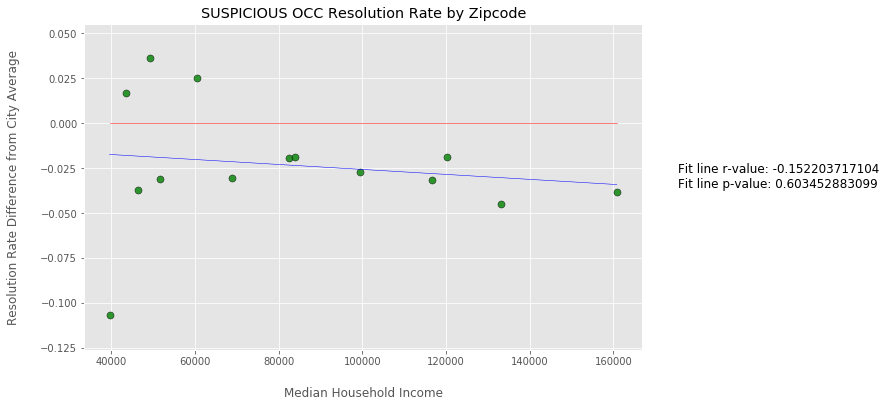 SUSPICIOUS OCC Resolution Rate by Zipcode
Resolution Rate Difference from City Average
0.050
0.025
0.000
−0.025
−0.050
−0.075
−0.100
−0.125
40000 60000 80000 100000 120000 140000 160000
Median Household Income
Fit line r-value: -0.152203717104
Fit line p-value: 0.603452883099